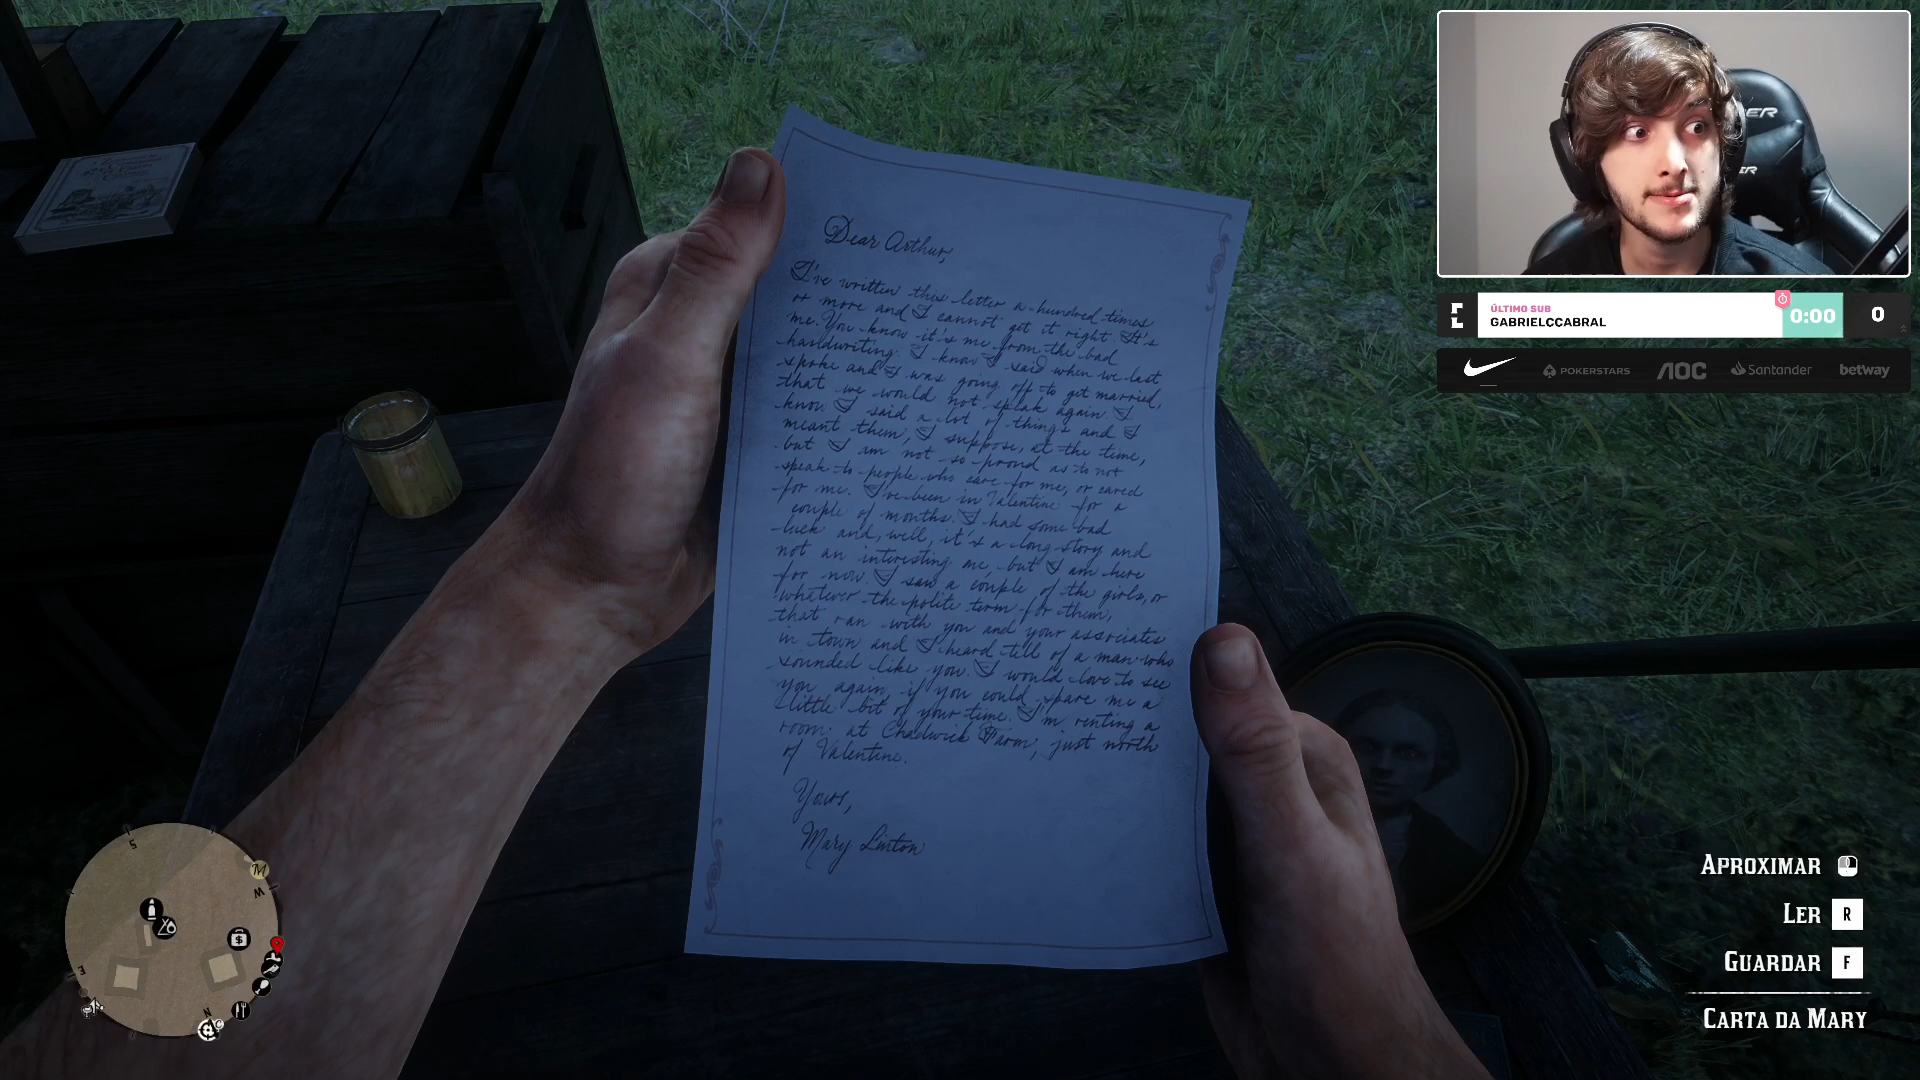 Dear Arthur,
I've written this letter a hundred times
or more and I cannot get it right. It's
me. You know it's me from the bad
handwriting. I know I said when we last
spoke and I was going off to get married,
that we would not speak again. I
know I said a lot of things and I
meant them, I suppose, at the time,
but I am not so proud as to not
speak to people who care for me, or cared
for me. I've been in Valentine for a
couple of months. I had some bad
luck and, well, it's a long story and
not an interesting one, but I am here
for now. I saw a couple of the girls, or
whatever the polite term for them,
that ran with you and your associates
in town and I heard tell of a man who
sounded like you. I would love to see
you again, if you could spare me a
little bit of your time. I'm renting a
room at Chadwick Farm, just north
of Valentine.
Yours,
Mary Linton
ÚLTIMO SUB
GABRIELCCABRAL
0:00
0
POKERSTARS
AOC
Santander
betway
APROXIMAR
LER R
GUARDAR F
CARTA DA MARY
S
M
W
E
N